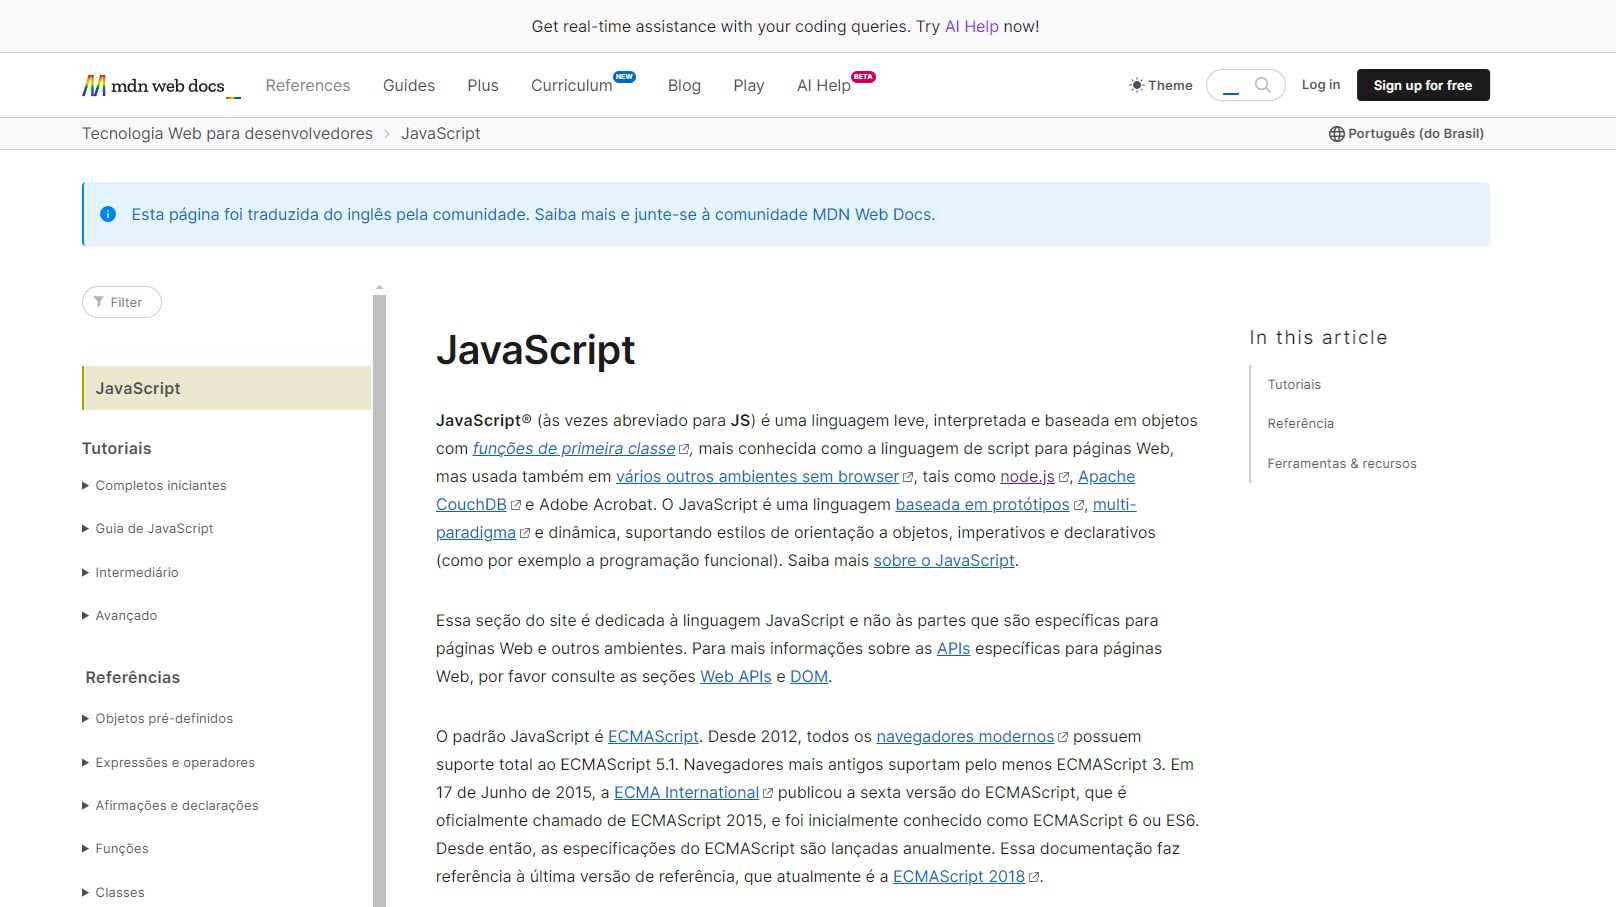 Get real-time assistance with your coding queries. Try AI Help now!
mdn web docs
References
Guides
Plus
Curriculum NEW
Blog
Play
AI Help BETA
Theme
Log in
Sign up for free
Tecnologia Web para desenvolvedores
JavaScript
Português (do Brasil)
Esta página foi traduzida do inglês pela comunidade. Saiba mais e junte-se à comunidade MDN Web Docs.
Filter
JavaScript
Tutoriais
Completos iniciantes
Guia de JavaScript
Intermediário
Avançado
Referências
Objetos pré-definidos
Expressões e operadores
Afirmações e declarações
Funções
Classes
JavaScript
JavaScript® (às vezes abreviado para JS) é uma linguagem leve, interpretada e baseada em objetos
com funções de primeira classe, mais conhecida como a linguagem de script para páginas Web,
mas usada também em vários outros ambientes sem browser, tais como node.js, Apache
CouchDB e Adobe Acrobat. O JavaScript é uma linguagem baseada em protótipos, multi-
paradigma e dinâmica, suportando estilos de orientação a objetos, imperativos e declarativos
(como por exemplo a programação funcional). Saiba mais sobre o JavaScript.
Essa seção do site é dedicada à linguagem JavaScript e não às partes que são específicas para
páginas Web e outros ambientes. Para mais informações sobre as APIs específicas para páginas
Web, por favor consulte as seções Web APIs e DOM.
O padrão JavaScript é ECMAScript. Desde 2012, todos os navegadores modernos possuem
suporte total ao ECMAScript 5.1. Navegadores mais antigos suportam pelo menos ECMAScript 3. Em
17 de Junho de 2015, a ECMA International publicou a sexta versão do ECMAScript, que é
oficialmente chamado de ECMAScript 2015, e foi inicialmente conhecido como ECMAScript 6 ou ES6.
Desde então, as especificações do ECMAScript são lançadas anualmente. Essa documentação faz
referência à última versão de referência, que atualmente é a ECMAScript 2018.
In this article
Tutoriais
Referência
Ferramentas & recursos